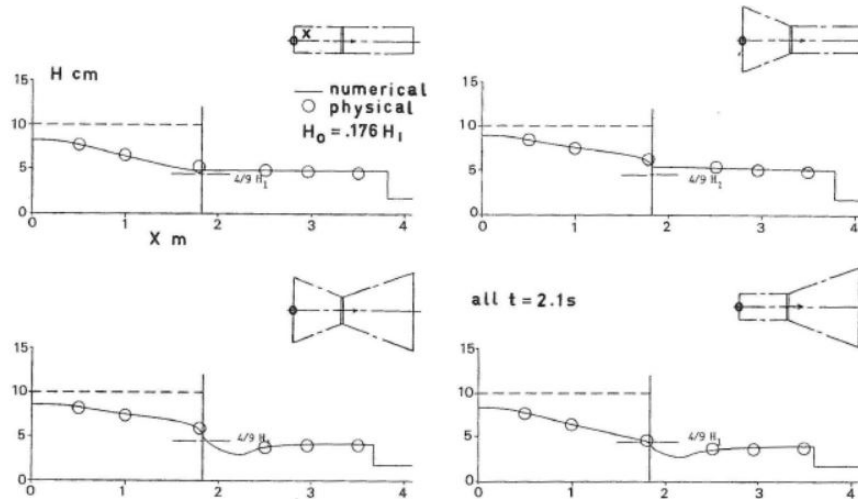 x
H cm
15
10
5
0
numerical
physical
H₀ = .176 H₁
4/9 H₁
0 1 2 3 4
X m
15
10
5
0
4/9 H₁
0 1 2 3 4
15
10
5
0
4/9 H₁
0 1 2 3 4
all t = 2.1s
15
10
5
0
4/9 H₁
0 1 2 3 4